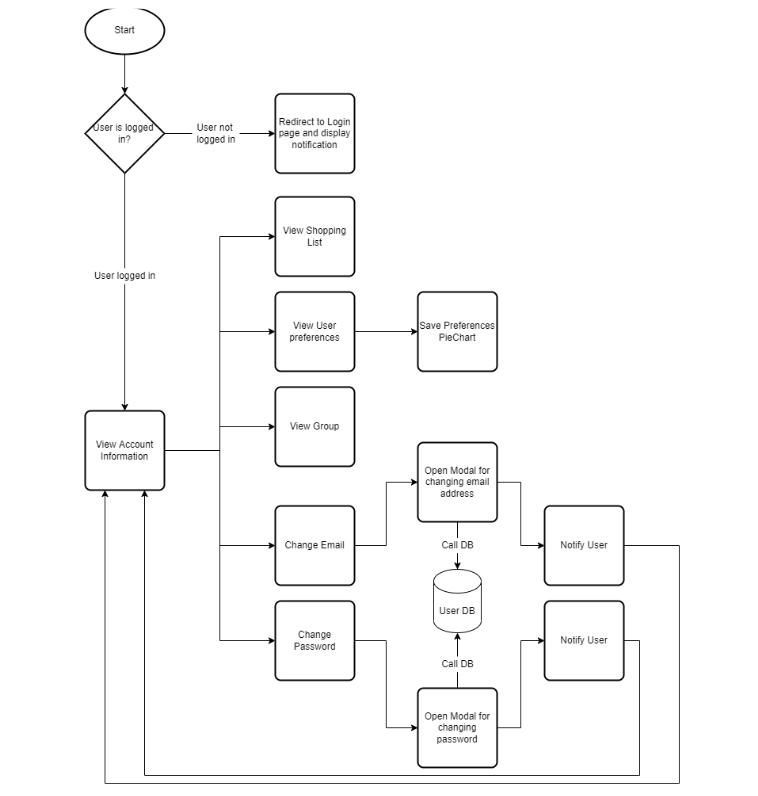 Start
User is logged
in?
User not
logged in
Redirect to Login
page and display
notification
View Shopping
List
User logged in
View User
preferences
Save Preferences
PieChart
View Group
View Account
Information
Open Modal for
changing email
address
Change Email
Call DB
Notify User
User DB
Change
Password
Notify User
Call DB
Open Modal for
changing
password